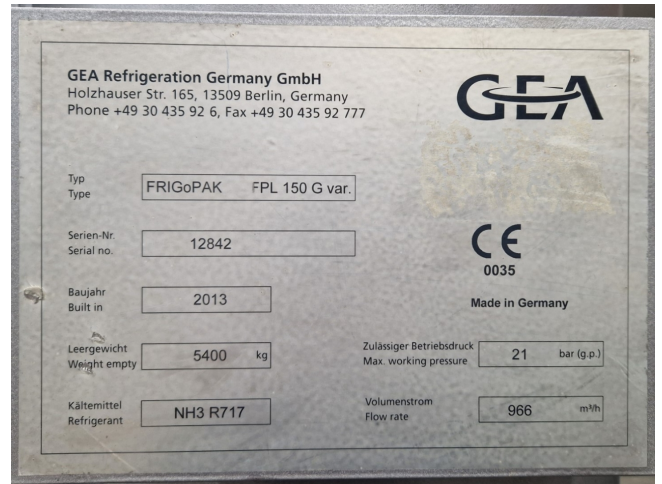 GEA Refrigeration Germany GmbH
Holzhauser Str. 165, 13509 Berlin, Germany
Phone +49 30 435 92 6, Fax +49 30 435 92 777
GEA
Typ
Type
FRIGoPAK FPL 150 G var.
Serien-Nr.
Serial no.
12842
CE
0035
Baujahr
Built in
2013
Made in Germany
Leergewicht
Weight empty
5400 kg
Zulässiger Betriebsdruck
Max. working pressure
21 bar (g.p.)
Kältemittel
Refrigerant
NH3 R717
Volumenstrom
Flow rate
966 m³/h